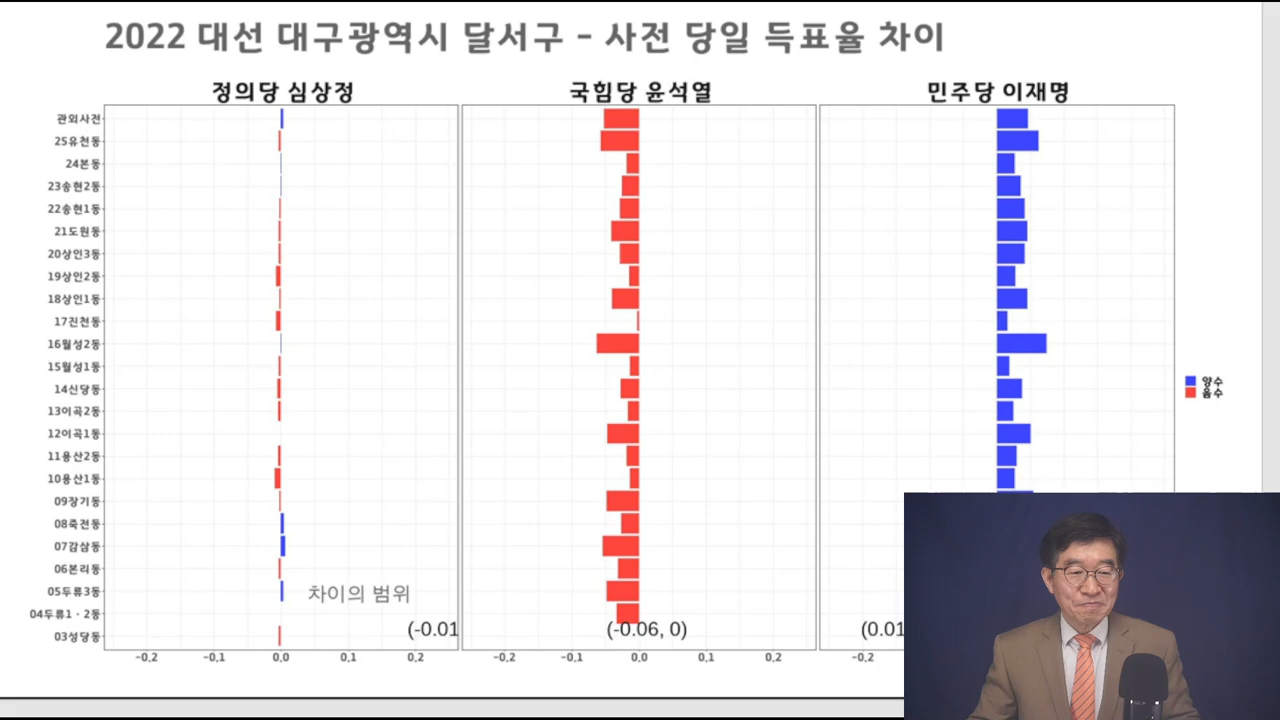 2022 대선 대구광역시 달서구 - 사전 당일 득표율 차이
정의당 심상정
국힘당 윤석열
민주당 이재명
관외사전
25유천동
24본동
23송현2동
22송현1동
21도원동
20상인3동
19상인2동
18상인1동
17진천동
16월성2동
15월성1동
14신당동
13이곡2동
12이곡1동
11용산2동
10용산1동
09장기동
08죽전동
07감삼동
06본리동
05두류3동
04두류1·2동
03성당동
양수
음수
차이의 범위
(-0.01
(-0.06, 0)
(0.01
-0.2 -0.1 0.0 0.1 0.2
-0.2 -0.1 0.0 0.1 0.2
-0.2